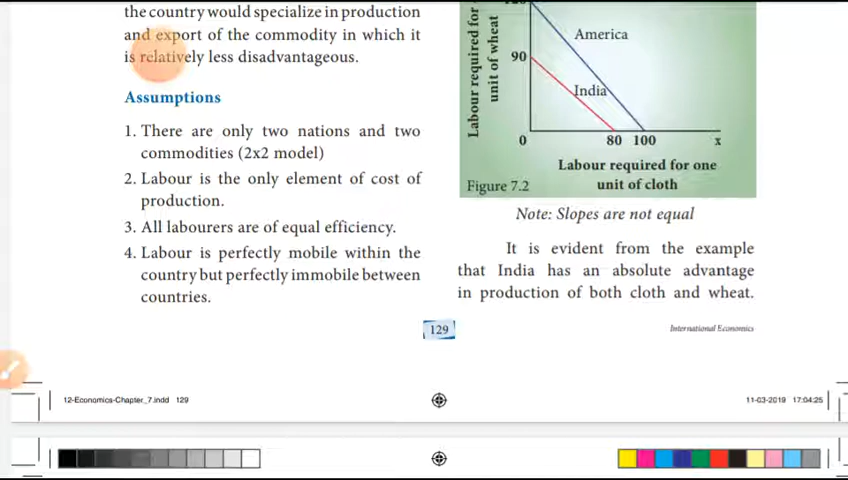 the country would specialize in production
and export of the commodity in which it
is relatively less disadvantageous.
Assumptions
1. There are only two nations and two
commodities (2x2 model)
2. Labour is the only element of cost of
production.
3. All labourers are of equal efficiency.
4. Labour is perfectly mobile within the
country but perfectly immobile between
countries.
Labour required for
unit of wheat
America
90
India
0 80 100 x
Labour required for one
unit of cloth
Figure 7.2
Note: Slopes are not equal
It is evident from the example
that India has an absolute advantage
in production of both cloth and wheat.
129
International Economics
12-Economics-Chapter_7.indd 129
11-03-2019 17:04:25